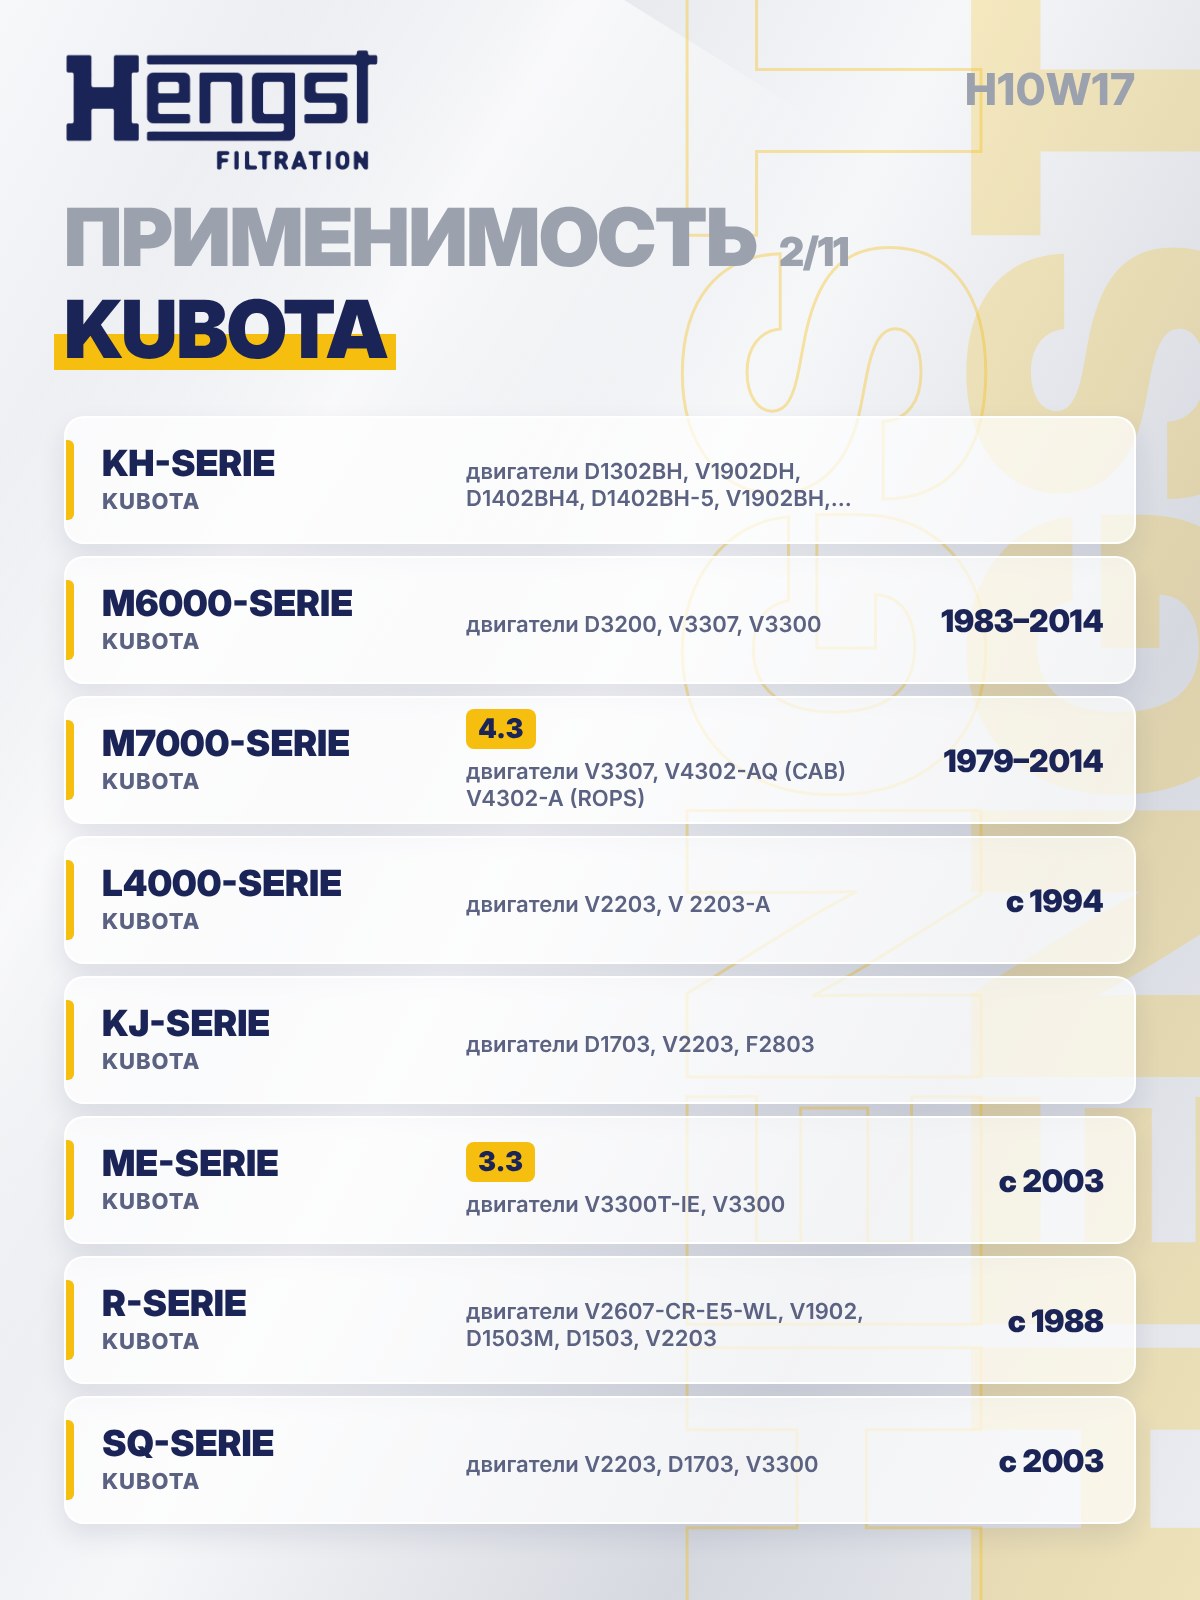 Hengst
FILTRATION
H10W17
ПРИМЕНИМОСТЬ 2/11
KUBOTA
KH-SERIE
KUBOTA
двигатели D1302BH, V1902DH,
D1402BH4, D1402BH-5, V1902BH,...
M6000-SERIE
KUBOTA
двигатели D3200, V3307, V3300
1983–2014
M7000-SERIE
KUBOTA
4.3
двигатели V3307, V4302-AQ (CAB)
V4302-A (ROPS)
1979–2014
L4000-SERIE
KUBOTA
двигатели V2203, V 2203-A
с 1994
KJ-SERIE
KUBOTA
двигатели D1703, V2203, F2803
ME-SERIE
KUBOTA
3.3
двигатели V3300T-IE, V3300
с 2003
R-SERIE
KUBOTA
двигатели V2607-CR-E5-WL, V1902,
D1503M, D1503, V2203
с 1988
SQ-SERIE
KUBOTA
двигатели V2203, D1703, V3300
с 2003
HENGST
HENGST